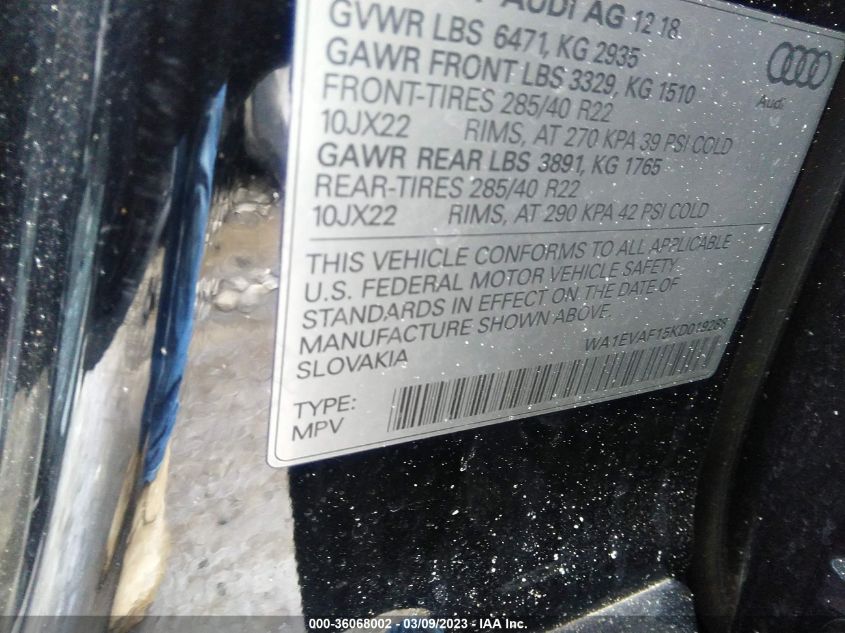 AUDI AG 12 18
GVWR LBS 6471, KG 2935
GAWR FRONT LBS 3329, KG 1510
FRONT-TIRES 285/40 R22
10JX22 RIMS, AT 270 KPA 39 PSI COLD
GAWR REAR LBS 3891, KG 1765
REAR-TIRES 285/40 R22
10JX22 RIMS, AT 290 KPA 42 PSI COLD
Audi
THIS VEHICLE CONFORMS TO ALL APPLICABLE
U.S. FEDERAL MOTOR VEHICLE SAFETY
STANDARDS IN EFFECT ON THE DATE OF
MANUFACTURE SHOWN ABOVE.
SLOVAKIA
WA1EVAF15KD019286
TYPE:
MPV
000-36068002 - 03/09/2023 - IAA Inc.